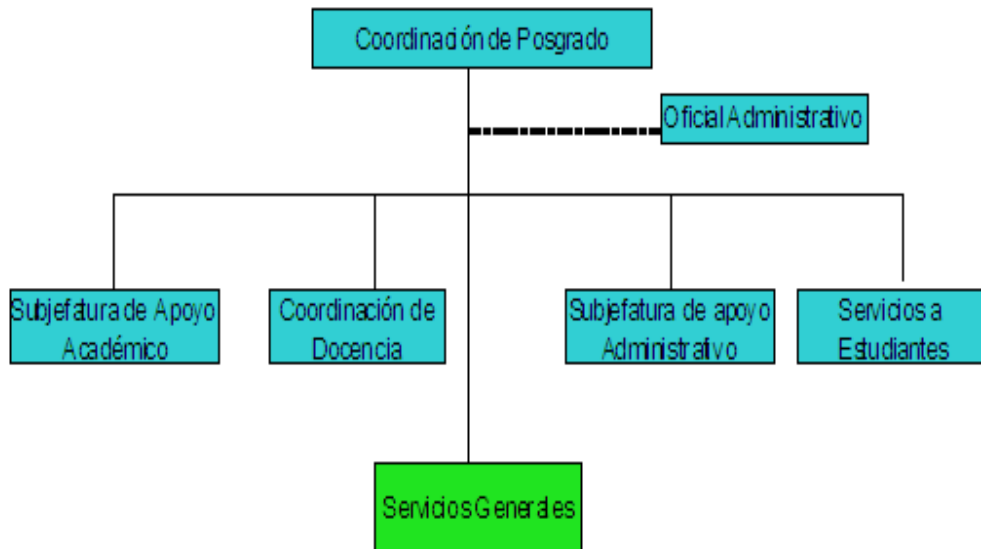 Coordinación de Posgrado
Oficial Administrativo
Subjefatura de Apoyo
Académico
Coordinación de
Docencia
Subjefatura de apoyo
Administrativo
Servicios a
Estudiantes
Servicios Generales